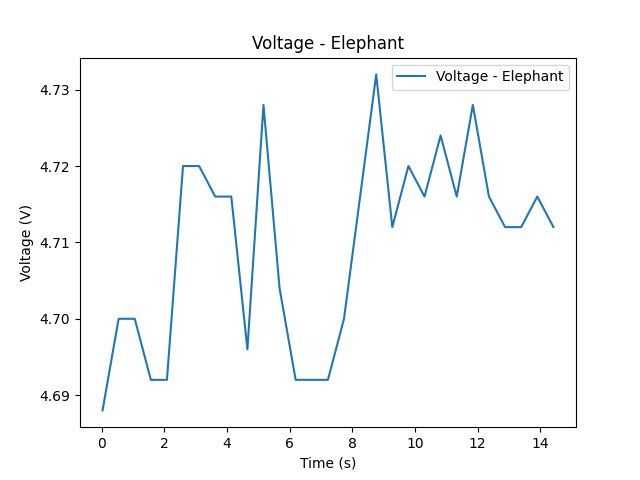 Voltage - Elephant
Voltage - Elephant
4.73
4.72
4.71
4.70
4.69
Voltage (V)
0 2 4 6 8 10 12 14
Time (s)